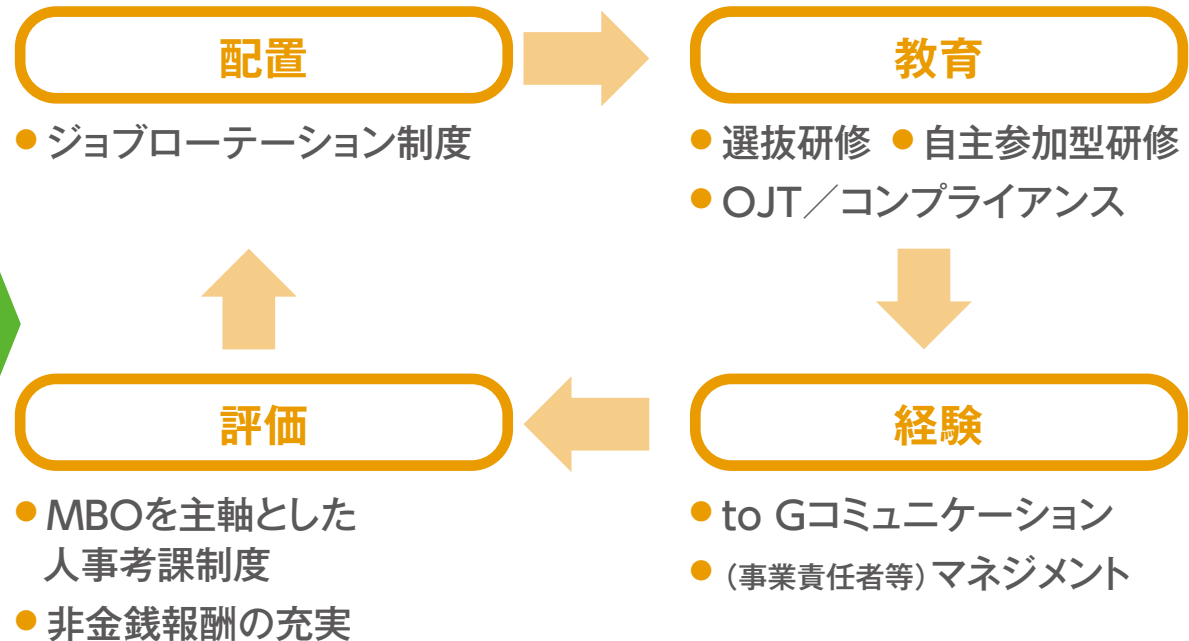 配置
●ジョブローテーション制度
教育
●選抜研修 ●自主参加型研修
●OJT／コンプライアンス
評価
●MBOを主軸とした
人事考課制度
●非金銭報酬の充実
経験
●to Gコミュニケーション
●（事業責任者等）マネジメント